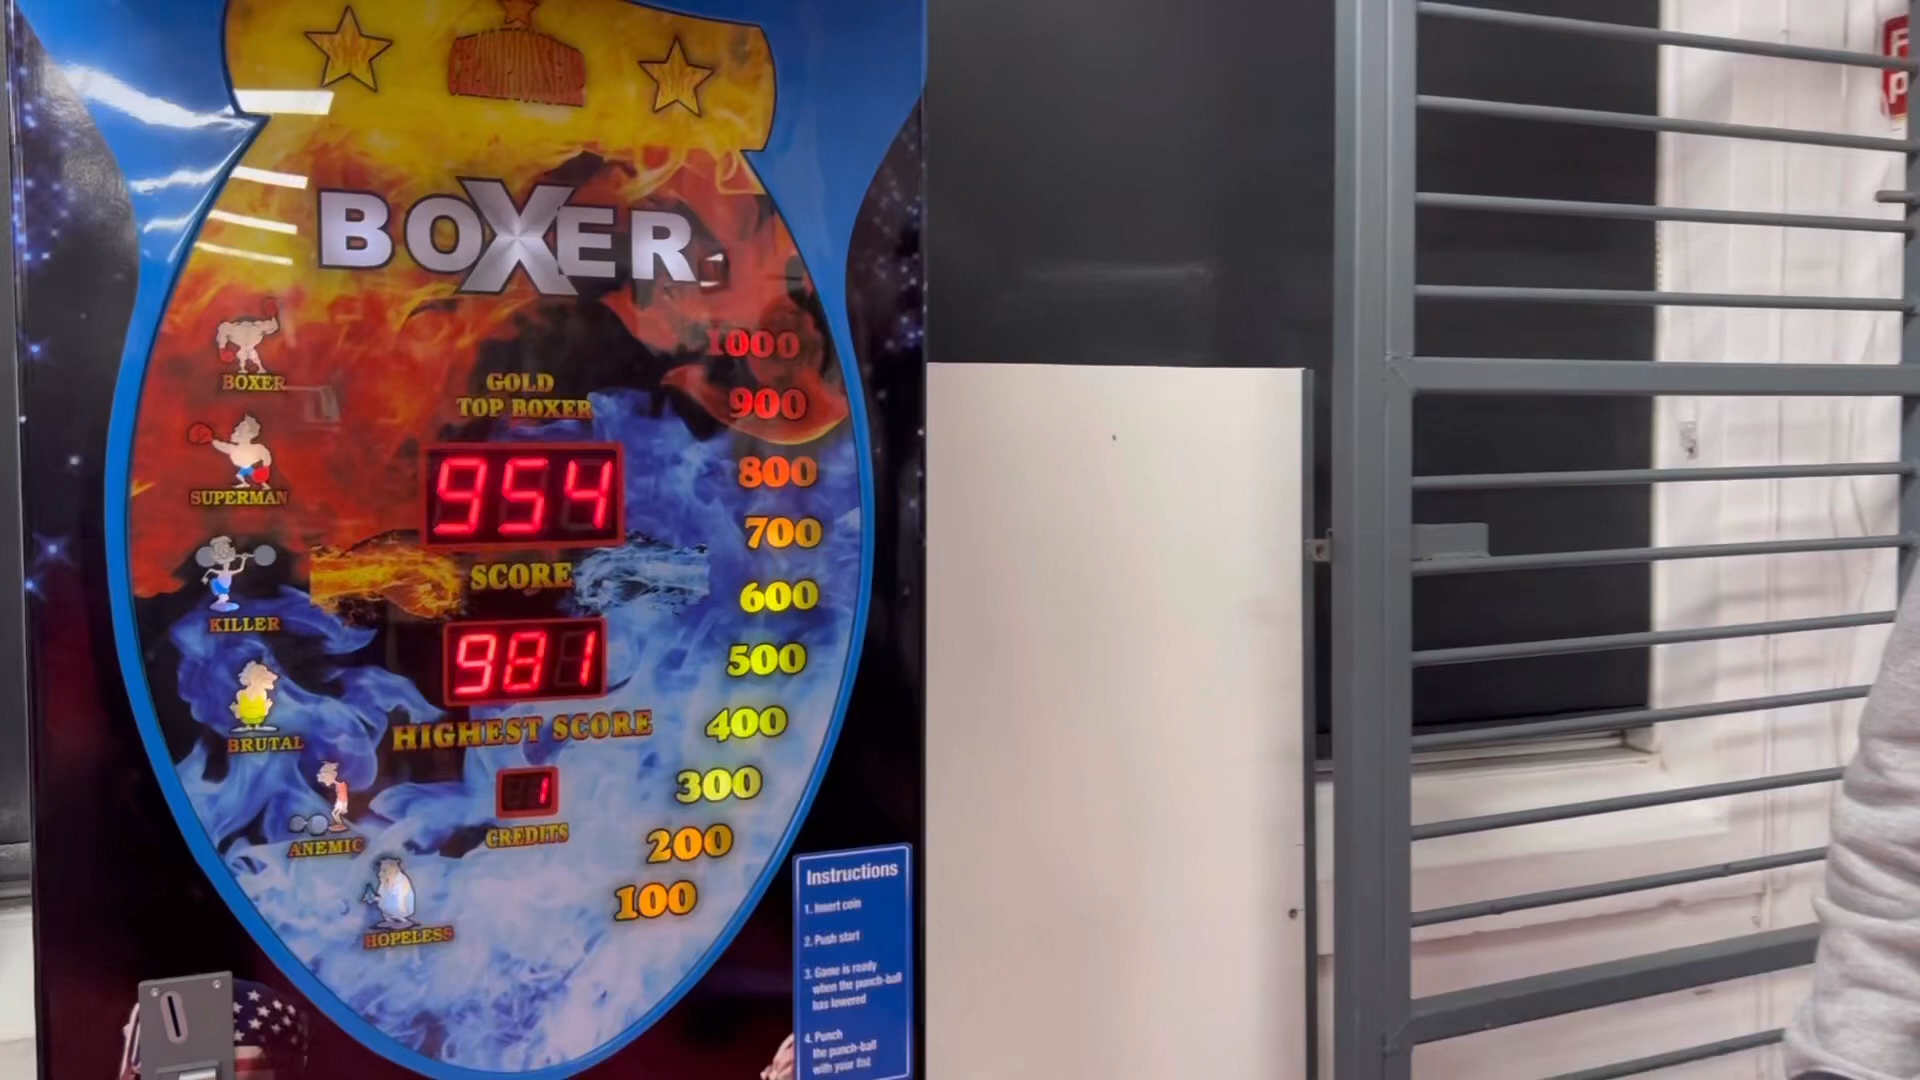 CHAMPIONSHIP
BOXER
BOXER
SUPERMAN
KILLER
BRUTAL
ANEMIC
HOPELESS
GOLD
TOP BOXER
954
SCORE
981
HIGHEST SCORE
1
CREDITS
1000
900
800
700
600
500
400
300
200
100
Instructions
1. Insert coin
2. Push start
3. Game is ready
when the punch-ball
has lowered
4. Punch
the punch-ball
with your fist